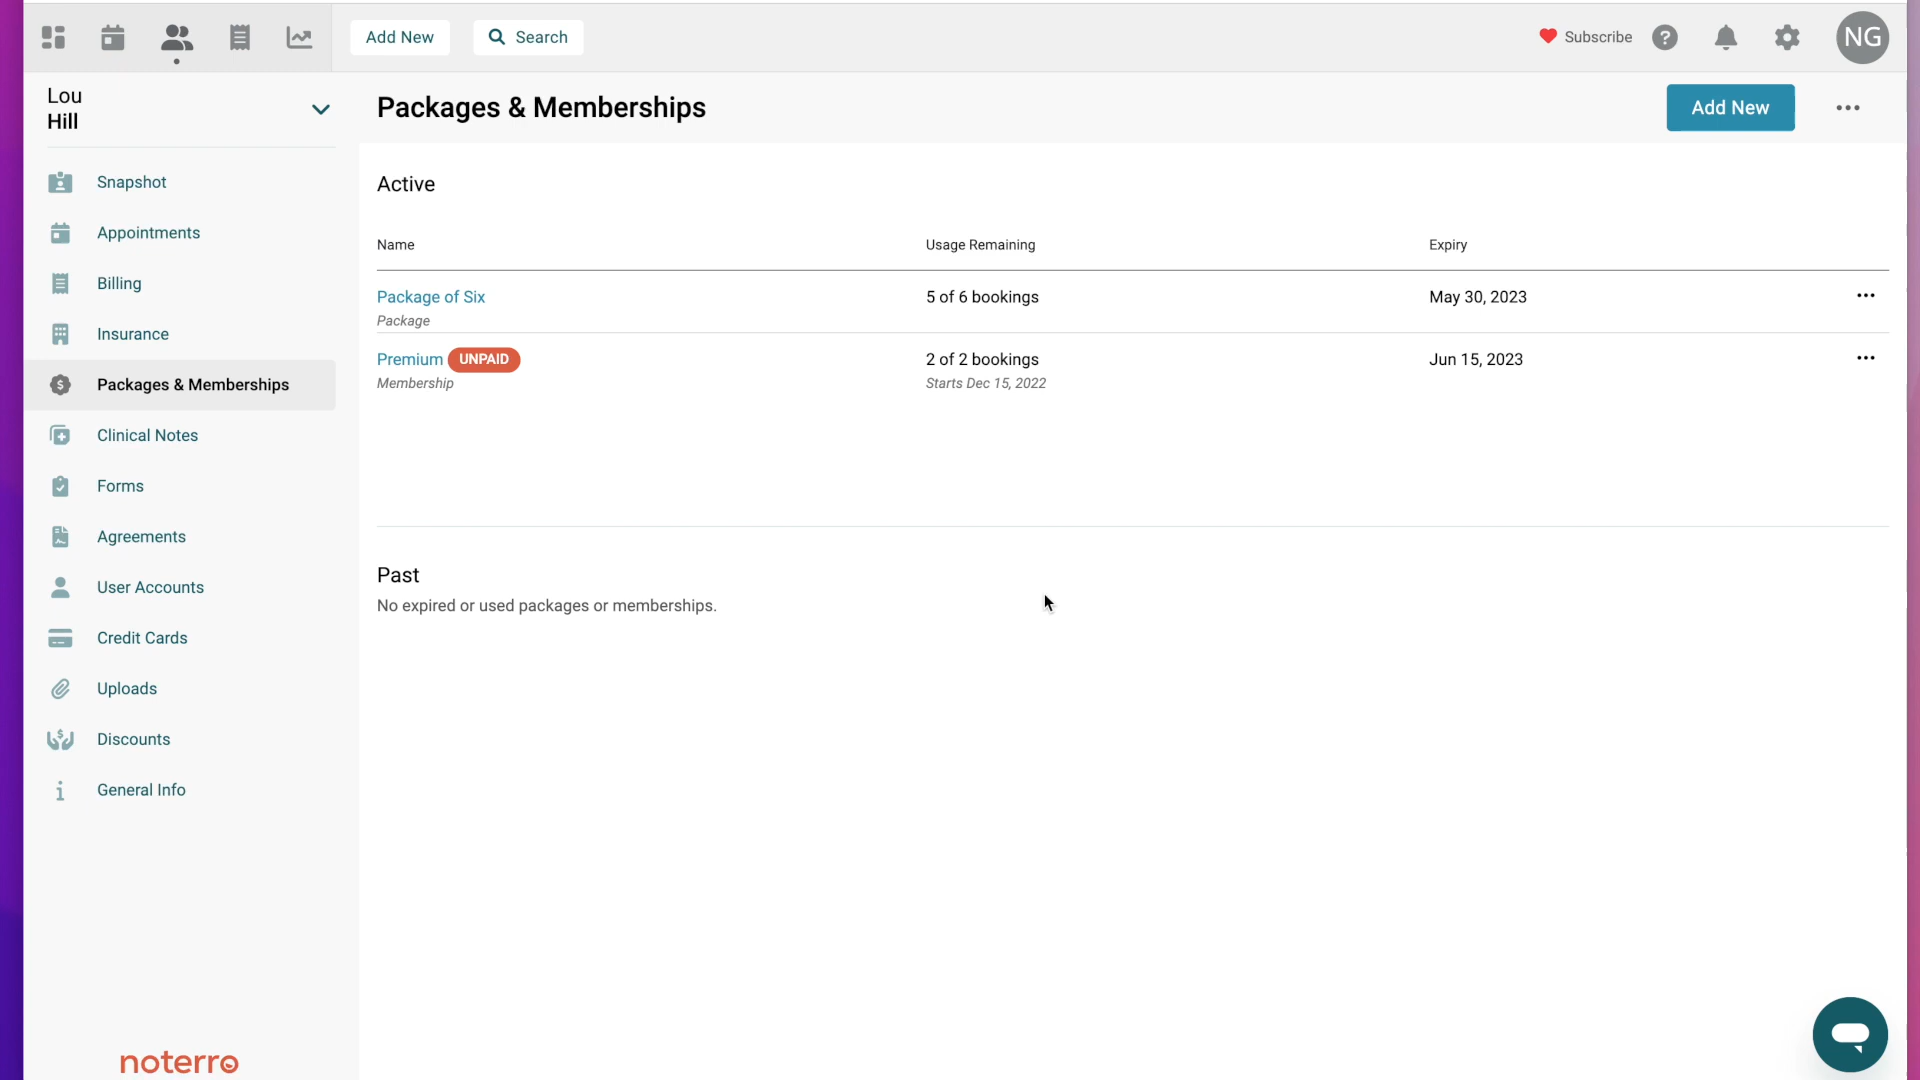 Add New
Search
Subscribe
?
NG
Lou
Hill
Packages & Memberships
Add New
Snapshot
Appointments
Billing
Insurance
Packages & Memberships
Clinical Notes
Forms
Agreements
User Accounts
Credit Cards
Uploads
Discounts
General Info
noterro
Active
Name Usage Remaining Expiry
Package of Six 5 of 6 bookings May 30, 2023
Package
Premium UNPAID 2 of 2 bookings Jun 15, 2023
Membership Starts Dec 15, 2022
Past
No expired or used packages or memberships.